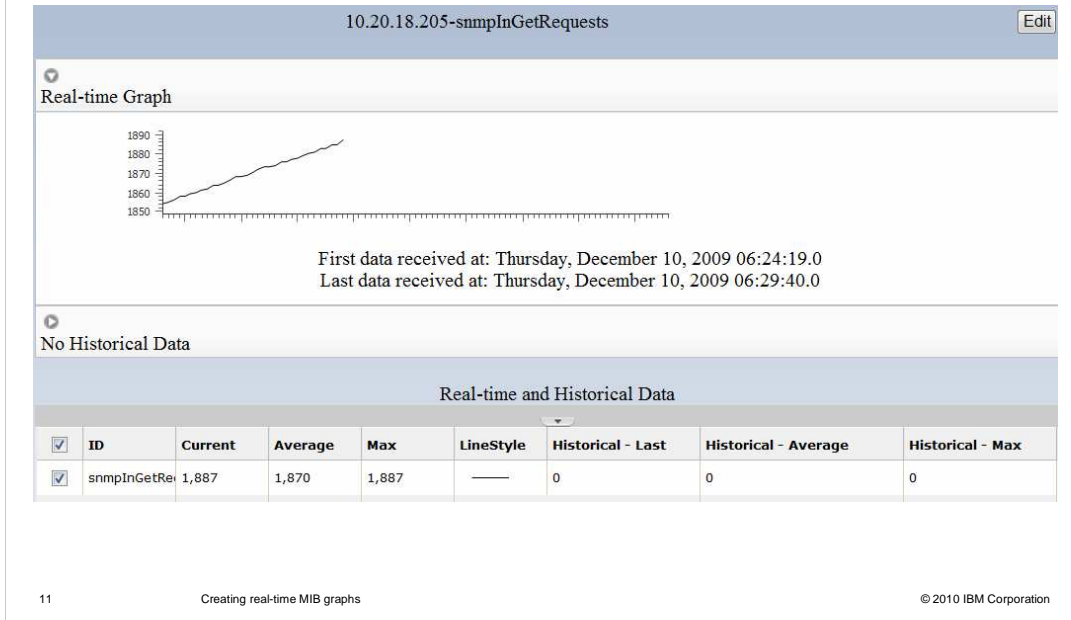 10.20.18.205-snmpInGetRequests
Edit
Real-time Graph
1890
1880
1870
1860
1850
First data received at: Thursday, December 10, 2009 06:24:19.0
Last data received at: Thursday, December 10, 2009 06:29:40.0
No Historical Data
Real-time and Historical Data
ID Current Average Max LineStyle Historical - Last Historical - Average Historical - Max
snmpInGetRe 1,887 1,870 1,887 0 0 0
11 Creating real-time MIB graphs © 2010 IBM Corporation